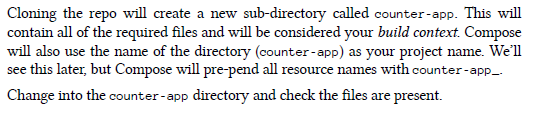 Cloning the repo will create a new sub-directory called counter-app. This will
contain all of the required files and will be considered your build context. Compose
will also use the name of the directory (counter-app) as your project name. We’ll
see this later, but Compose will pre-pend all resource names with counter-app_.
Change into the counter-app directory and check the files are present.